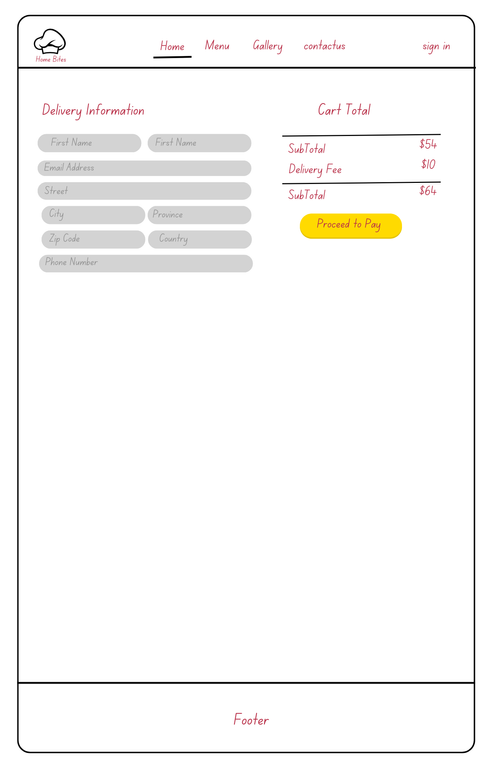 Home Bites
Home Menu Gallery contactus sign in
Delivery Information
First Name First Name
Email Address
Street
City Province
Zip Code Country
Phone Number
Cart Total
SubTotal $54
Delivery Fee $10
SubTotal $64
Proceed to Pay
Footer